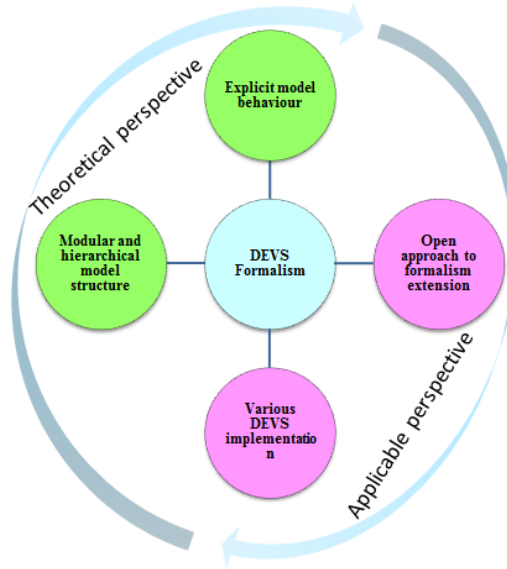 Theoretical perspective
Explicit model
behaviour
Modular and
hierarchical
model
structure
DEVS
Formalism
Open
approach to
formalism
extension
Various
DEVS
implementatio
n
Applicable perspective